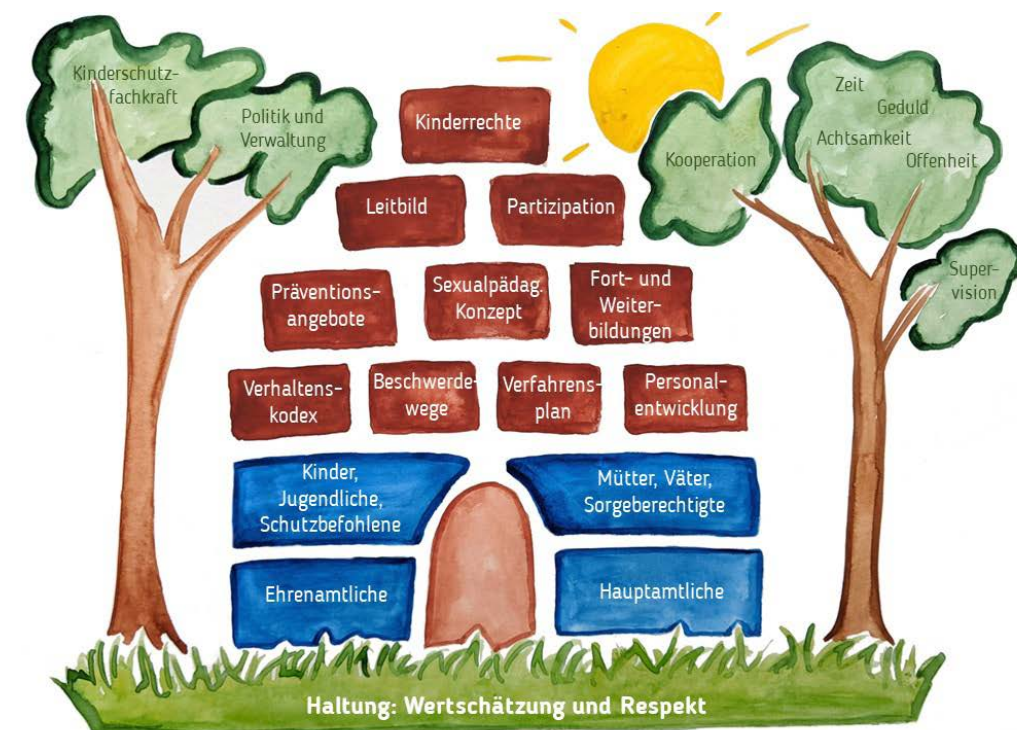 Kinderschutz-
fachkraft
Politik und
Verwaltung
Kinderrechte
Kooperation
Zeit
Geduld
Achtsamkeit
Offenheit
Leitbild
Partizipation
Super-
vision
Präventions-
angebote
Sexualpädag.
Konzept
Fort- und
Weiter-
bildungen
Verhaltens-
kodex
Beschwerde-
wege
Verfahrens-
plan
Personal-
entwicklung
Kinder,
Jugendliche,
Schutzbefohlene
Mütter, Väter,
Sorgeberechtigte
Ehrenamtliche
Hauptamtliche
Haltung: Wertschätzung und Respekt